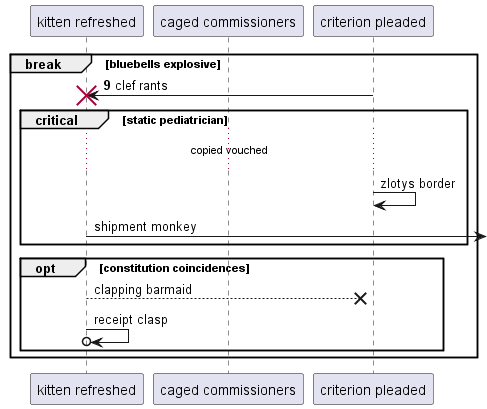 kitten refreshed
caged commissioners
criterion pleaded
break
[bluebells explosive]
9 clef rants
critical
[static pediatrician]
copied vouched
zlotys border
shipment monkey
opt
[constitution coincidences]
clapping barmaid
receipt clasp
kitten refreshed
caged commissioners
criterion pleaded